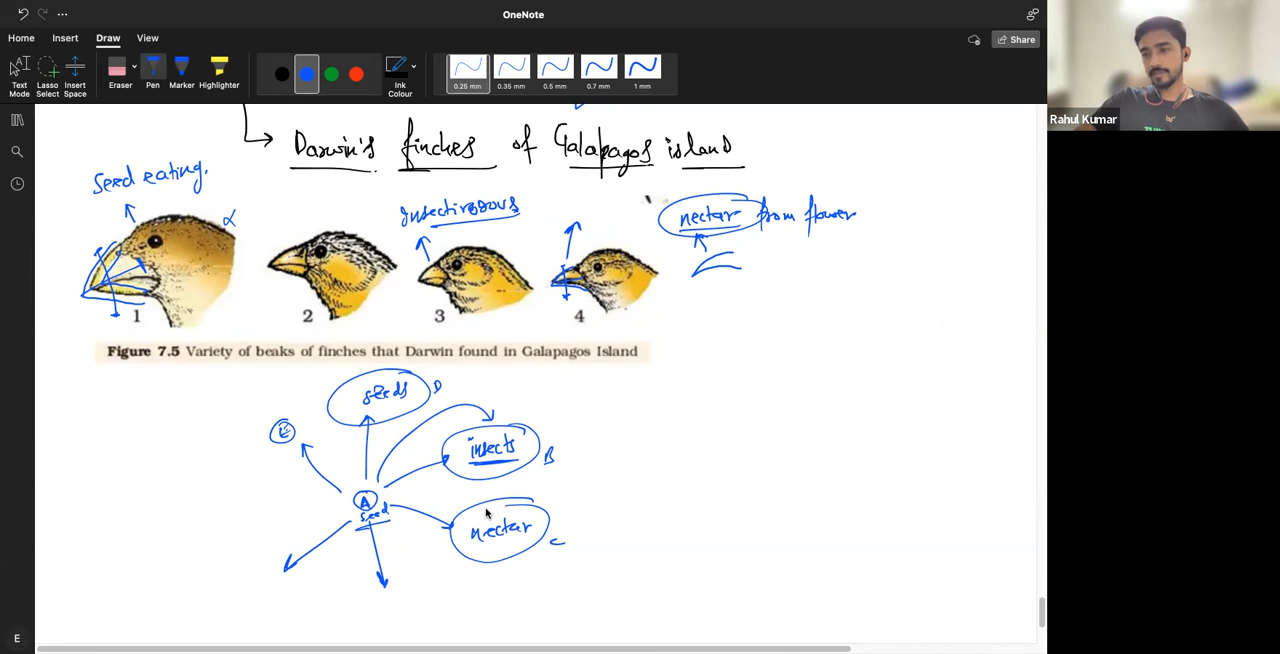 OneNote
Home Insert Draw View
Share
Text Mode
Lasso Select
Insert Space
Eraser
Pen
Marker
Highlighter
Ink Colour
0.25 mm
0.35 mm
0.5 mm
0.7 mm
1 mm
Rahul Kumar
Darwin's finches of Galapagos island
Seed eating.
Insectivorous
nectar from flower
α
1
2
3
4
Figure 7.5 Variety of beaks of finches that Darwin found in Galapagos Island
seeds D
E
insects B
A
seed
nectar C
E